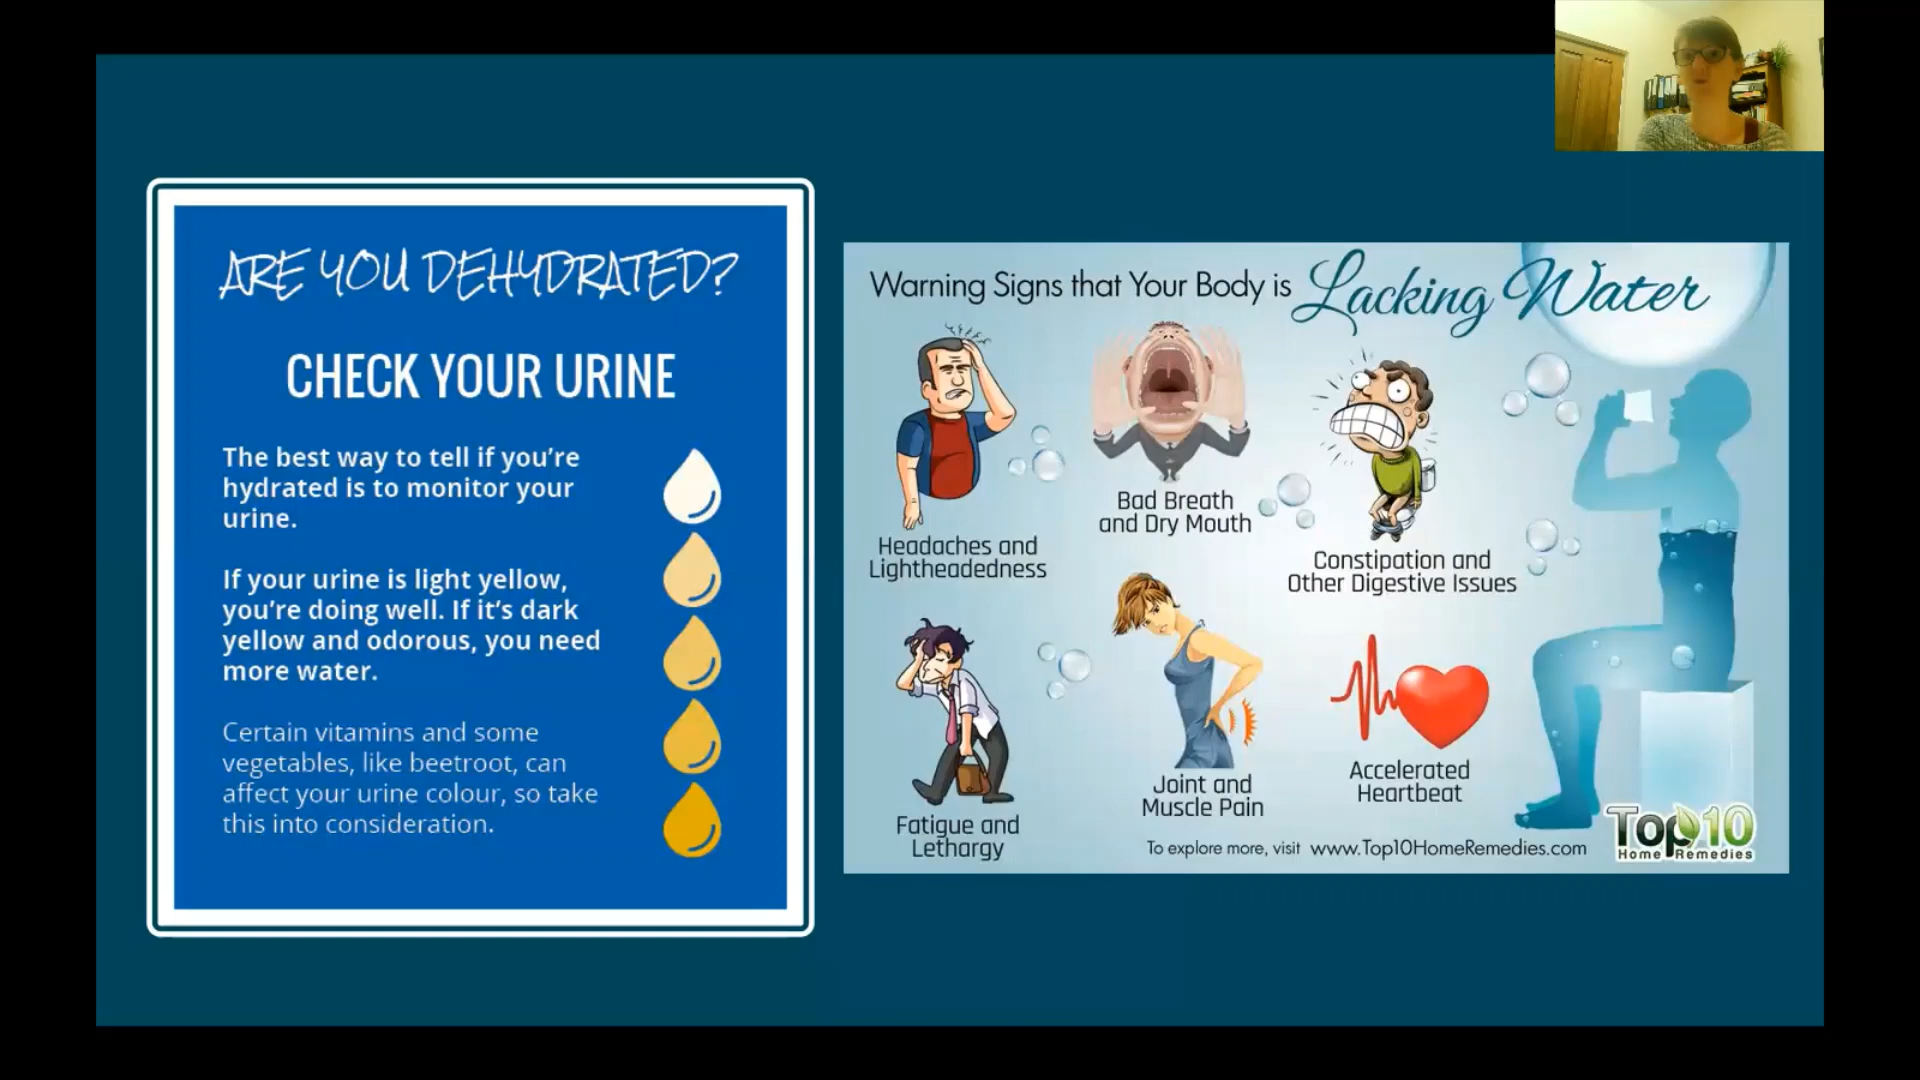 ARE YOU DEHYDRATED?
CHECK YOUR URINE
The best way to tell if you're
hydrated is to monitor your
urine.
If your urine is light yellow,
you're doing well. If it's dark
yellow and odorous, you need
more water.
Certain vitamins and some
vegetables, like beetroot, can
affect your urine colour, so take
this into consideration.
Warning Signs that Your Body is Lacking Water
Headaches and
Lightheadedness
Bad Breath
and Dry Mouth
Constipation and
Other Digestive Issues
Fatigue and
Lethargy
Joint and
Muscle Pain
Accelerated
Heartbeat
To explore more, visit www.Top10HomeRemedies.com
Top10
Home Remedies